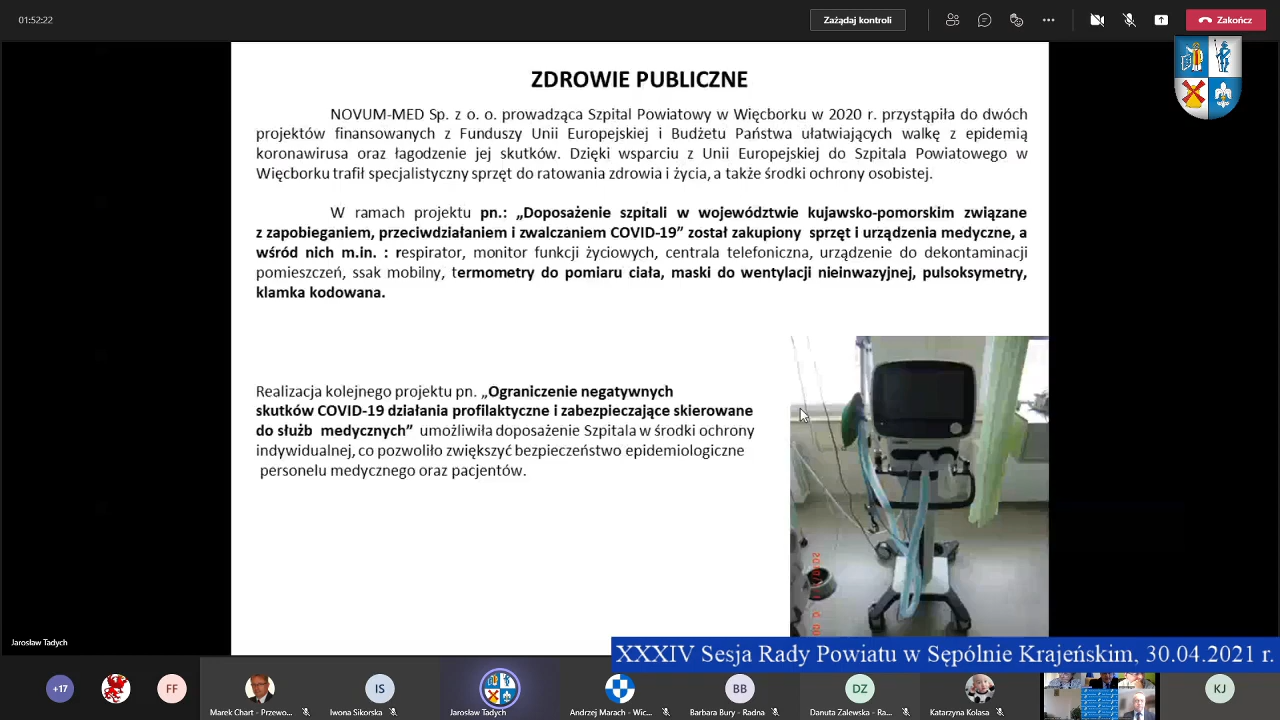 01:52:22
Zażądaj kontroli
Zakończ
ZDROWIE PUBLICZNE
NOVUM-MED Sp. z o. o. prowadząca Szpital Powiatowy w Więcborku w 2020 r. przystąpiła do dwóch
projektów finansowanych z Funduszy Unii Europejskiej i Budżetu Państwa ułatwiających walkę z epidemią
koronawirusa oraz łagodzenie jej skutków. Dzięki wsparciu z Unii Europejskiej do Szpitala Powiatowego w
Więcborku trafił specjalistyczny sprzęt do ratowania zdrowia i życia, a także środki ochrony osobistej.
W ramach projektu pn.: „Doposażenie szpitali w województwie kujawsko-pomorskim związane
z zapobieganiem, przeciwdziałaniem i zwalczaniem COVID-19” został zakupiony sprzęt i urządzenia medyczne, a
wśród nich m.in. : respirator, monitor funkcji życiowych, centrala telefoniczna, urządzenie do dekontaminacji
pomieszczeń, ssak mobilny, termometry do pomiaru ciała, maski do wentylacji nieinwazyjnej, pulsoksymetry,
klamka kodowana.
Realizacja kolejnego projektu pn. „Ograniczenie negatywnych
skutków COVID-19 działania profilaktyczne i zabezpieczające skierowane
do służb medycznych” umożliwiła doposażenie Szpitala w środki ochrony
indywidualnej, co pozwoliło zwiększyć bezpieczeństwo epidemiologiczne
personelu medycznego oraz pacjentów.
Jarosław Tadych
XXXIV Sesja Rady Powiatu w Sępólnie Krajeńskim, 30.04.2021 r.
+17
FF
IS
BB
DZ
KJ
Marek Chart - Przewo...
Iwona Sikorska
Jarosław Tadych
Andrzej Marach - Wic...
Barbara Bury - Radna
Danuta Zalewska - Ra...
Katarzyna Kolasa